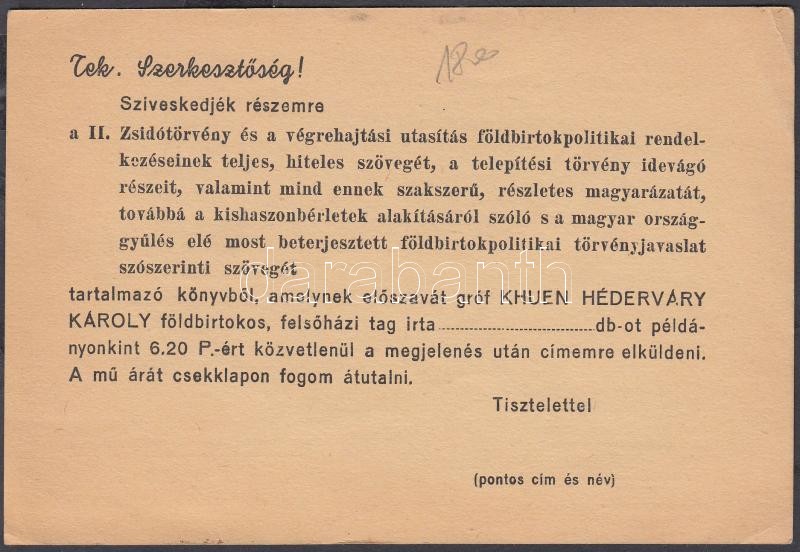 Tek. Szerkesztőség!
18.–
Sziveskedjék részemre
a II. Zsidótörvény és a végrehajtási utasítás földbirtokpolitikai rendel-
kezéseinek teljes, hiteles szövegét, a telepítési törvény idevágó
részeit, valamint mind ennek szakszerű, részletes magyarázatát,
továbbá a kishaszonbérletek alakításáról szóló s a magyar ország-
gyűlés elé most beterjesztett földbirtokpolitikai törvényjavaslat
szószerinti szövegét
darabanth
tartalmazó könyvből, amelynek előszavát gróf KHUEN HÉDERVÁRY
KÁROLY földbirtokos, felsőházi tag irta..............................db-ot példá-
nyonkint 6.20 P.-ért közvetlenül a megjelenés után címemre elküldeni.
A mű árát csekklapon fogom átutalni.
Tisztelettel
(pontos cím és név)